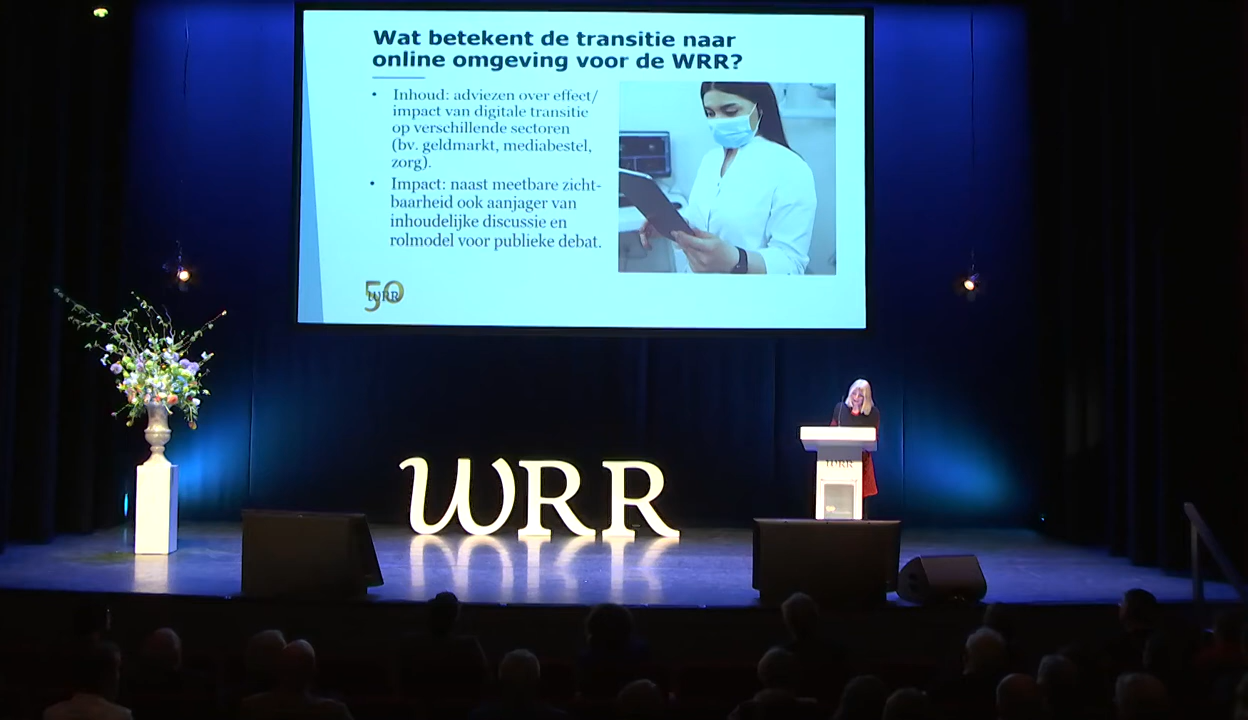 Wat betekent de transitie naar
online omgeving voor de WRR?
• Inhoud: adviezen over effect/
impact van digitale transitie
op verschillende sectoren
(bv. geldmarkt, mediabestel,
zorg).
• Impact: naast meetbare zicht-
baarheid ook aanjager van
inhoudelijke discussie en
rolmodel voor publieke debat.
50
WRR
WRR
WRR